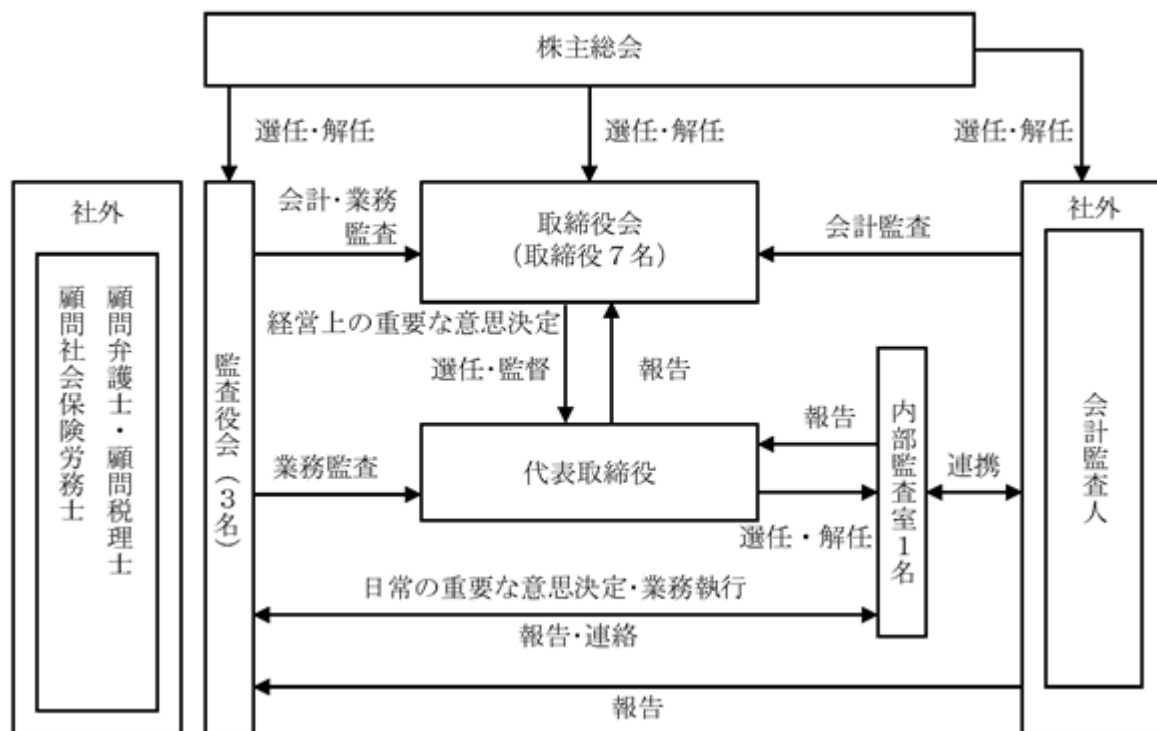 株主総会
選任・解任
選任・解任
選任・解任
社外
顧問弁護士・顧問税理士
顧問社会保険労務士
監査役会（3名）
会計・業務
監査
取締役会
（取締役７名）
会計監査
社外
会計監査人
経営上の重要な意思決定
選任・監督
報告
業務監査
代表取締役
報告
選任・解任
内部監査室１名
連携
日常の重要な意思決定・業務執行
報告・連絡
報告